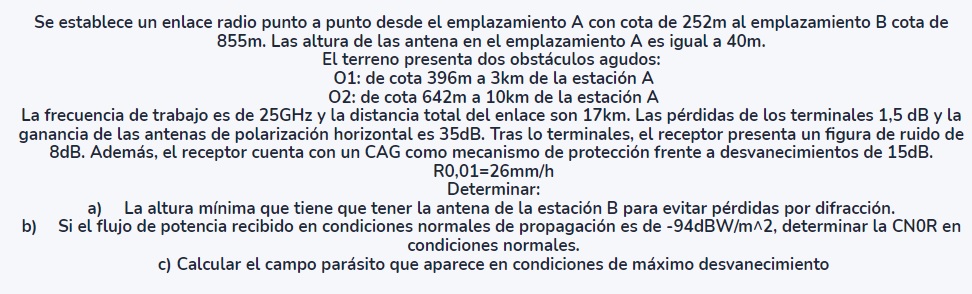 Se establece un enlace radio punto a punto desde el emplazamiento A con cota de 252m al emplazamiento B cota de
855m. Las altura de las antena en el emplazamiento A es igual a 40m.
El terreno presenta dos obstáculos agudos:
O1: de cota 396m a 3km de la estación A
O2: de cota 642m a 10km de la estación A
La frecuencia de trabajo es de 25GHz y la distancia total del enlace son 17km. Las pérdidas de los terminales 1,5 dB y la
ganancia de las antenas de polarización horizontal es 35dB. Tras lo terminales, el receptor presenta un figura de ruido de
8dB. Además, el receptor cuenta con un CAG como mecanismo de protección frente a desvanecimientos de 15dB.
R0,01=26mm/h
Determinar:
a) La altura mínima que tiene que tener la antena de la estación B para evitar pérdidas por difracción.
b) Si el flujo de potencia recibido en condiciones normales de propagación es de -94dBW/m^2, determinar la CN0R en
condiciones normales.
c) Calcular el campo parásito que aparece en condiciones de máximo desvanecimiento